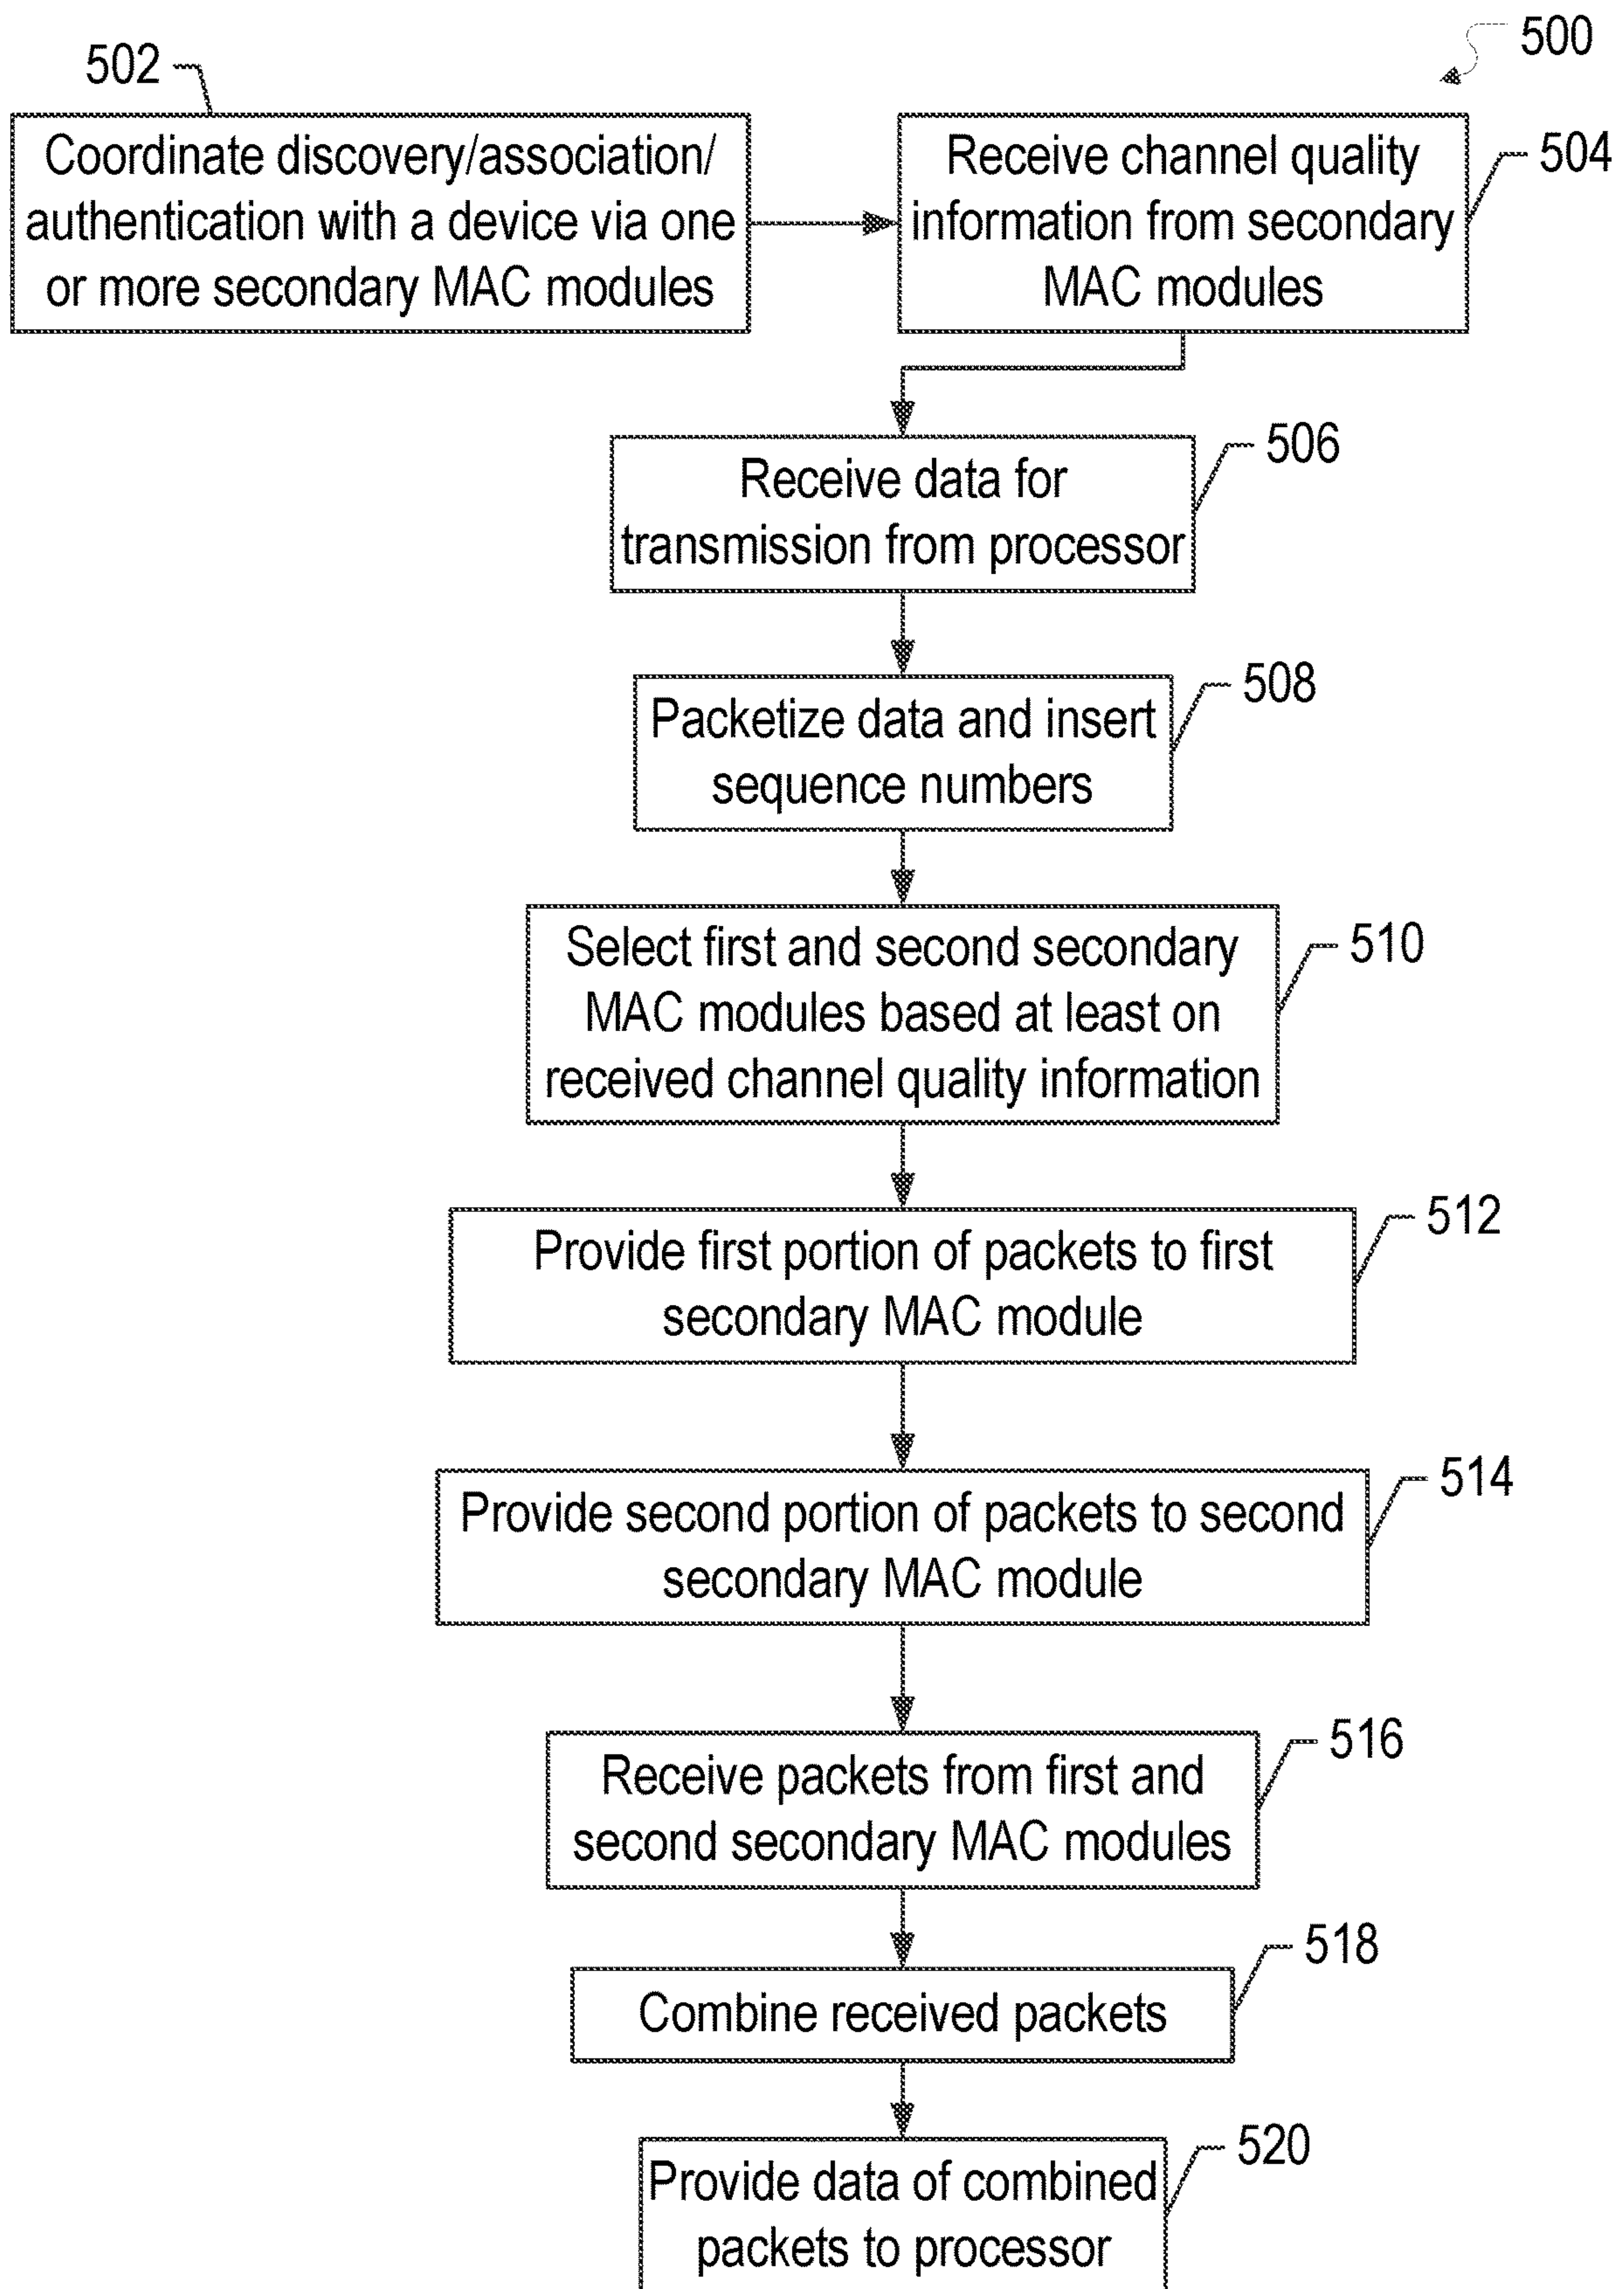 500
502
Coordinate discovery/association/
authentication with a device via one
or more secondary MAC modules
504
Receive channel quality
information from secondary
MAC modules
506
Receive data for
transmission from processor
508
Packetize data and insert
sequence numbers
510
Select first and second secondary
MAC modules based at least on
received channel quality information
512
Provide first portion of packets to first
secondary MAC module
514
Provide second portion of packets to second
secondary MAC module
516
Receive packets from first and
second secondary MAC modules
518
Combine received packets
520
Provide data of combined
packets to processor